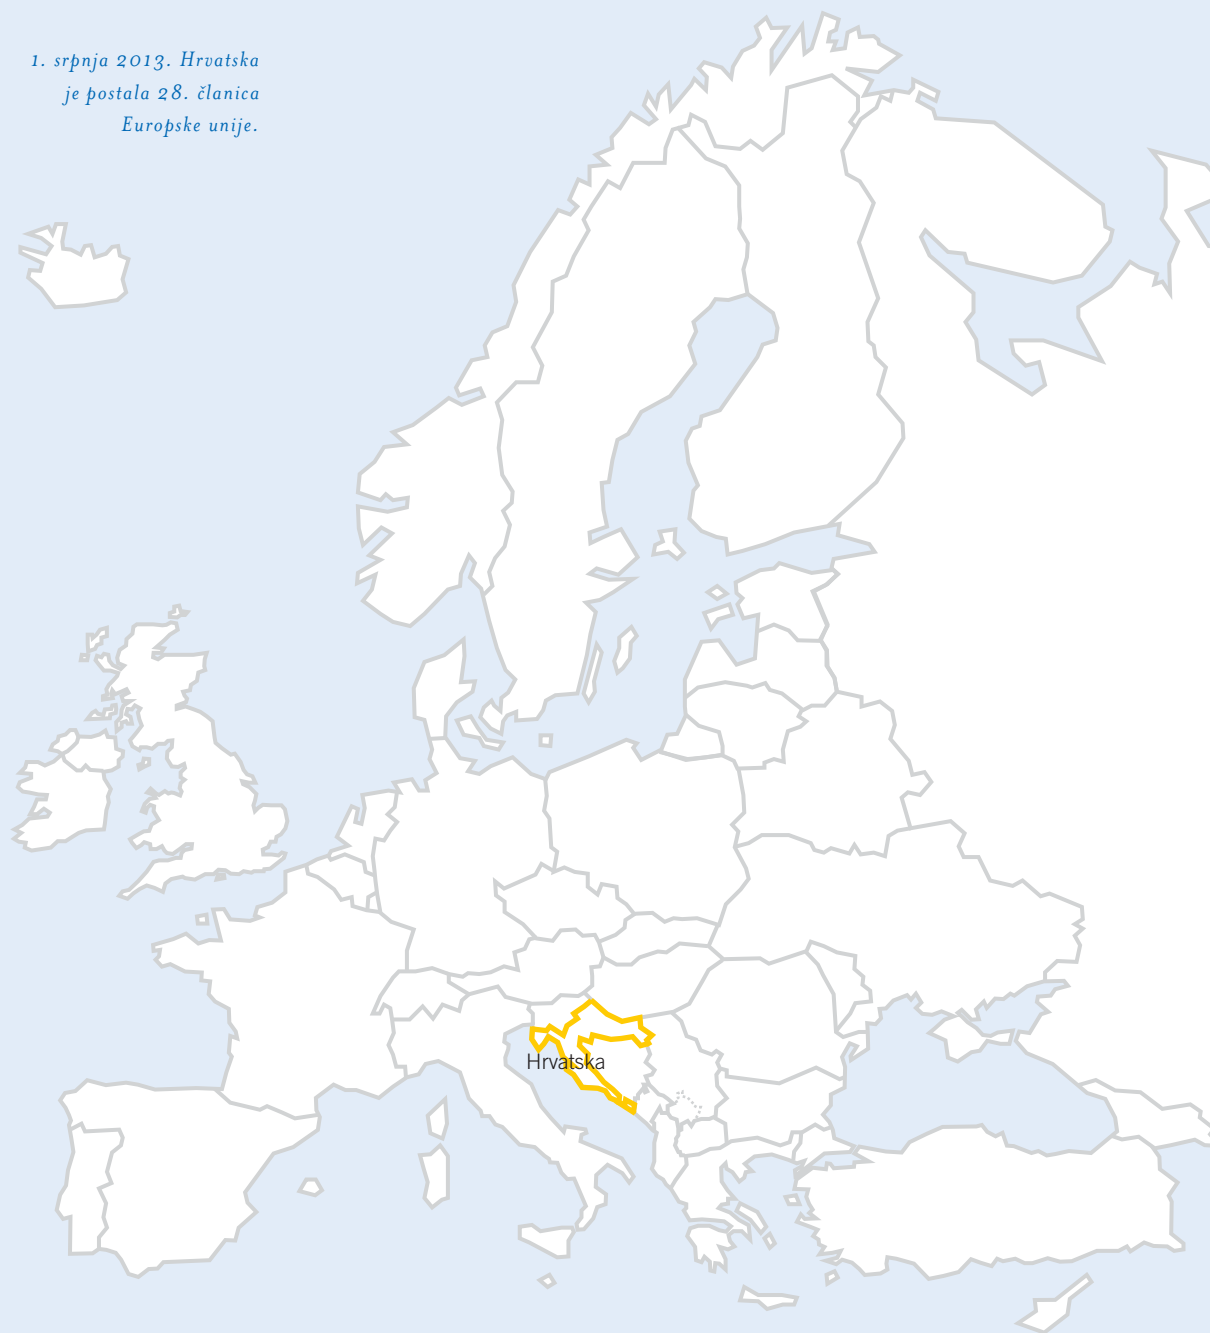 1. srpnja 2013. Hrvatska
je postala 28. članica
Europske unije.
Hrvatska